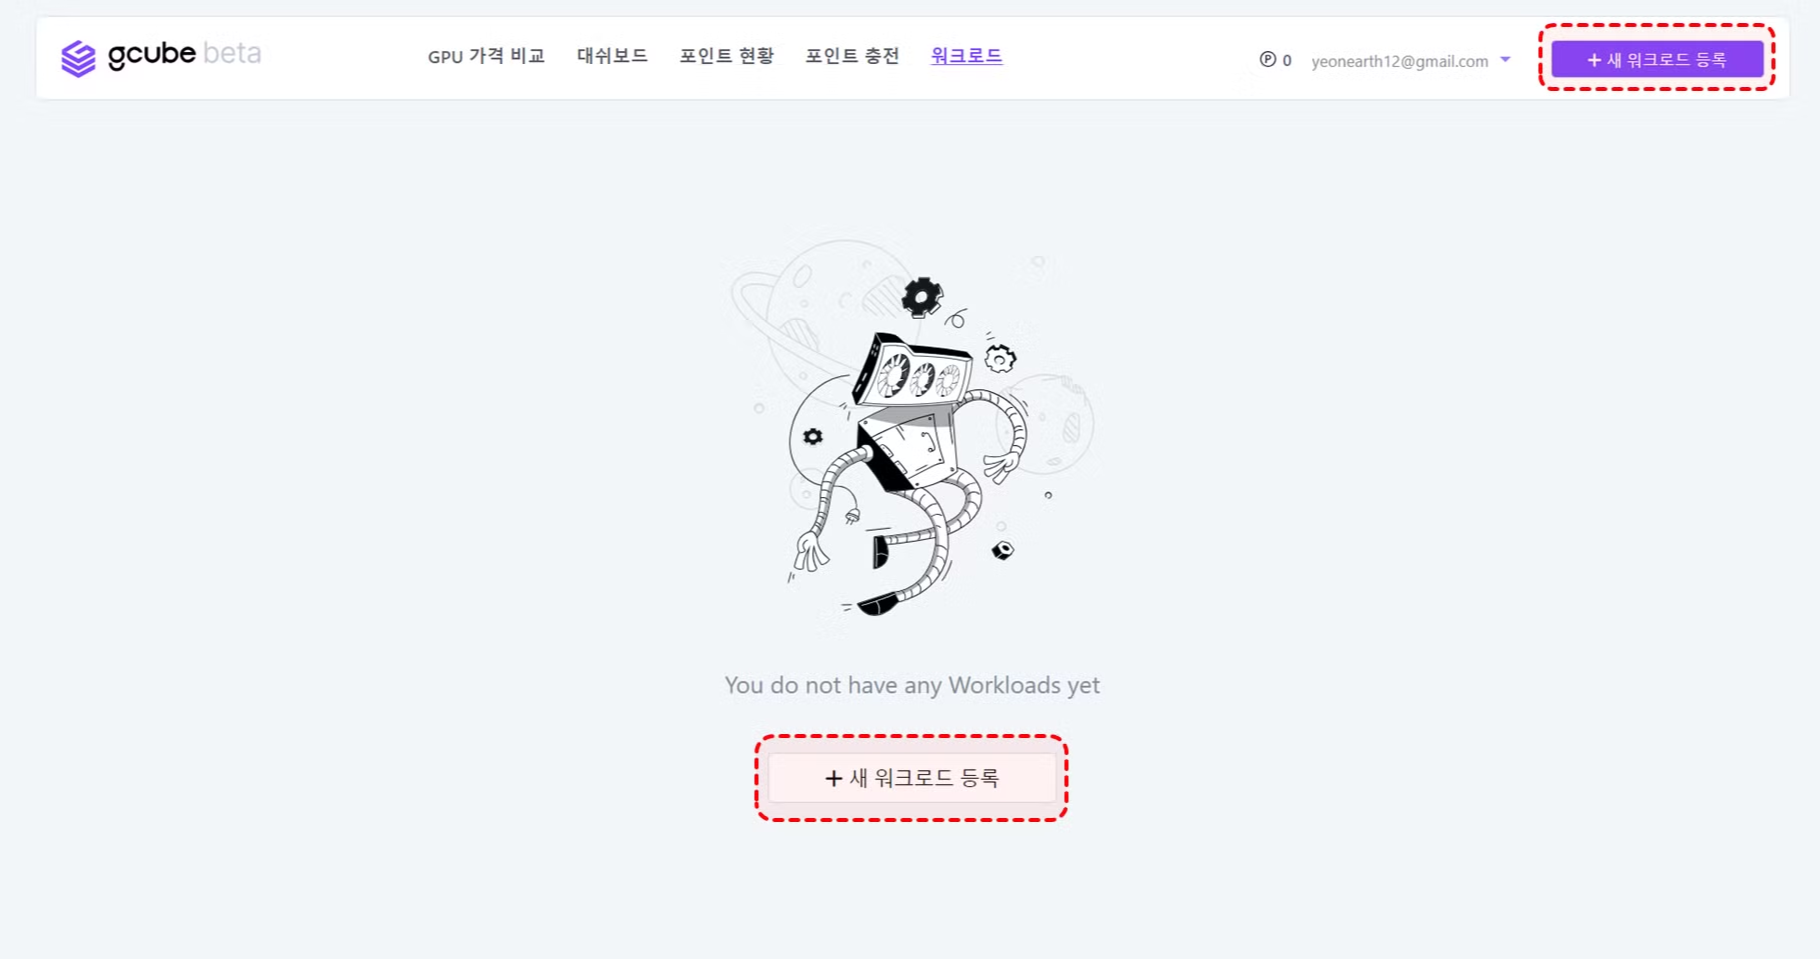 gcube beta
GPU 가격 비교
대쉬보드
포인트 현황
포인트 충전
워크로드
Ⓟ 0
yeonearth12@gmail.com
+ 새 워크로드 등록
You do not have any Workloads yet
+ 새 워크로드 등록